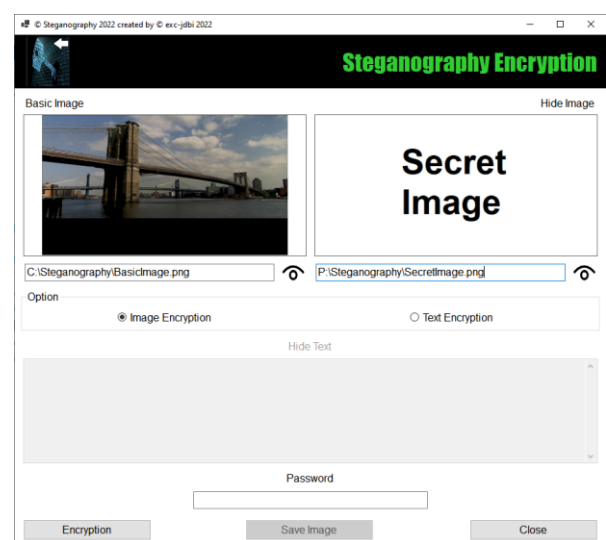 © Steganography 2022 created by © exc-jdbi 2022
Steganography Encryption
Basic Image
Hide Image
Secret
Image
C:\Steganography\BasicImage.png
P:\Steganography\SecretImage.png
Option
Image Encryption
Text Encryption
Hide Text
Password
Encryption
Save Image
Close